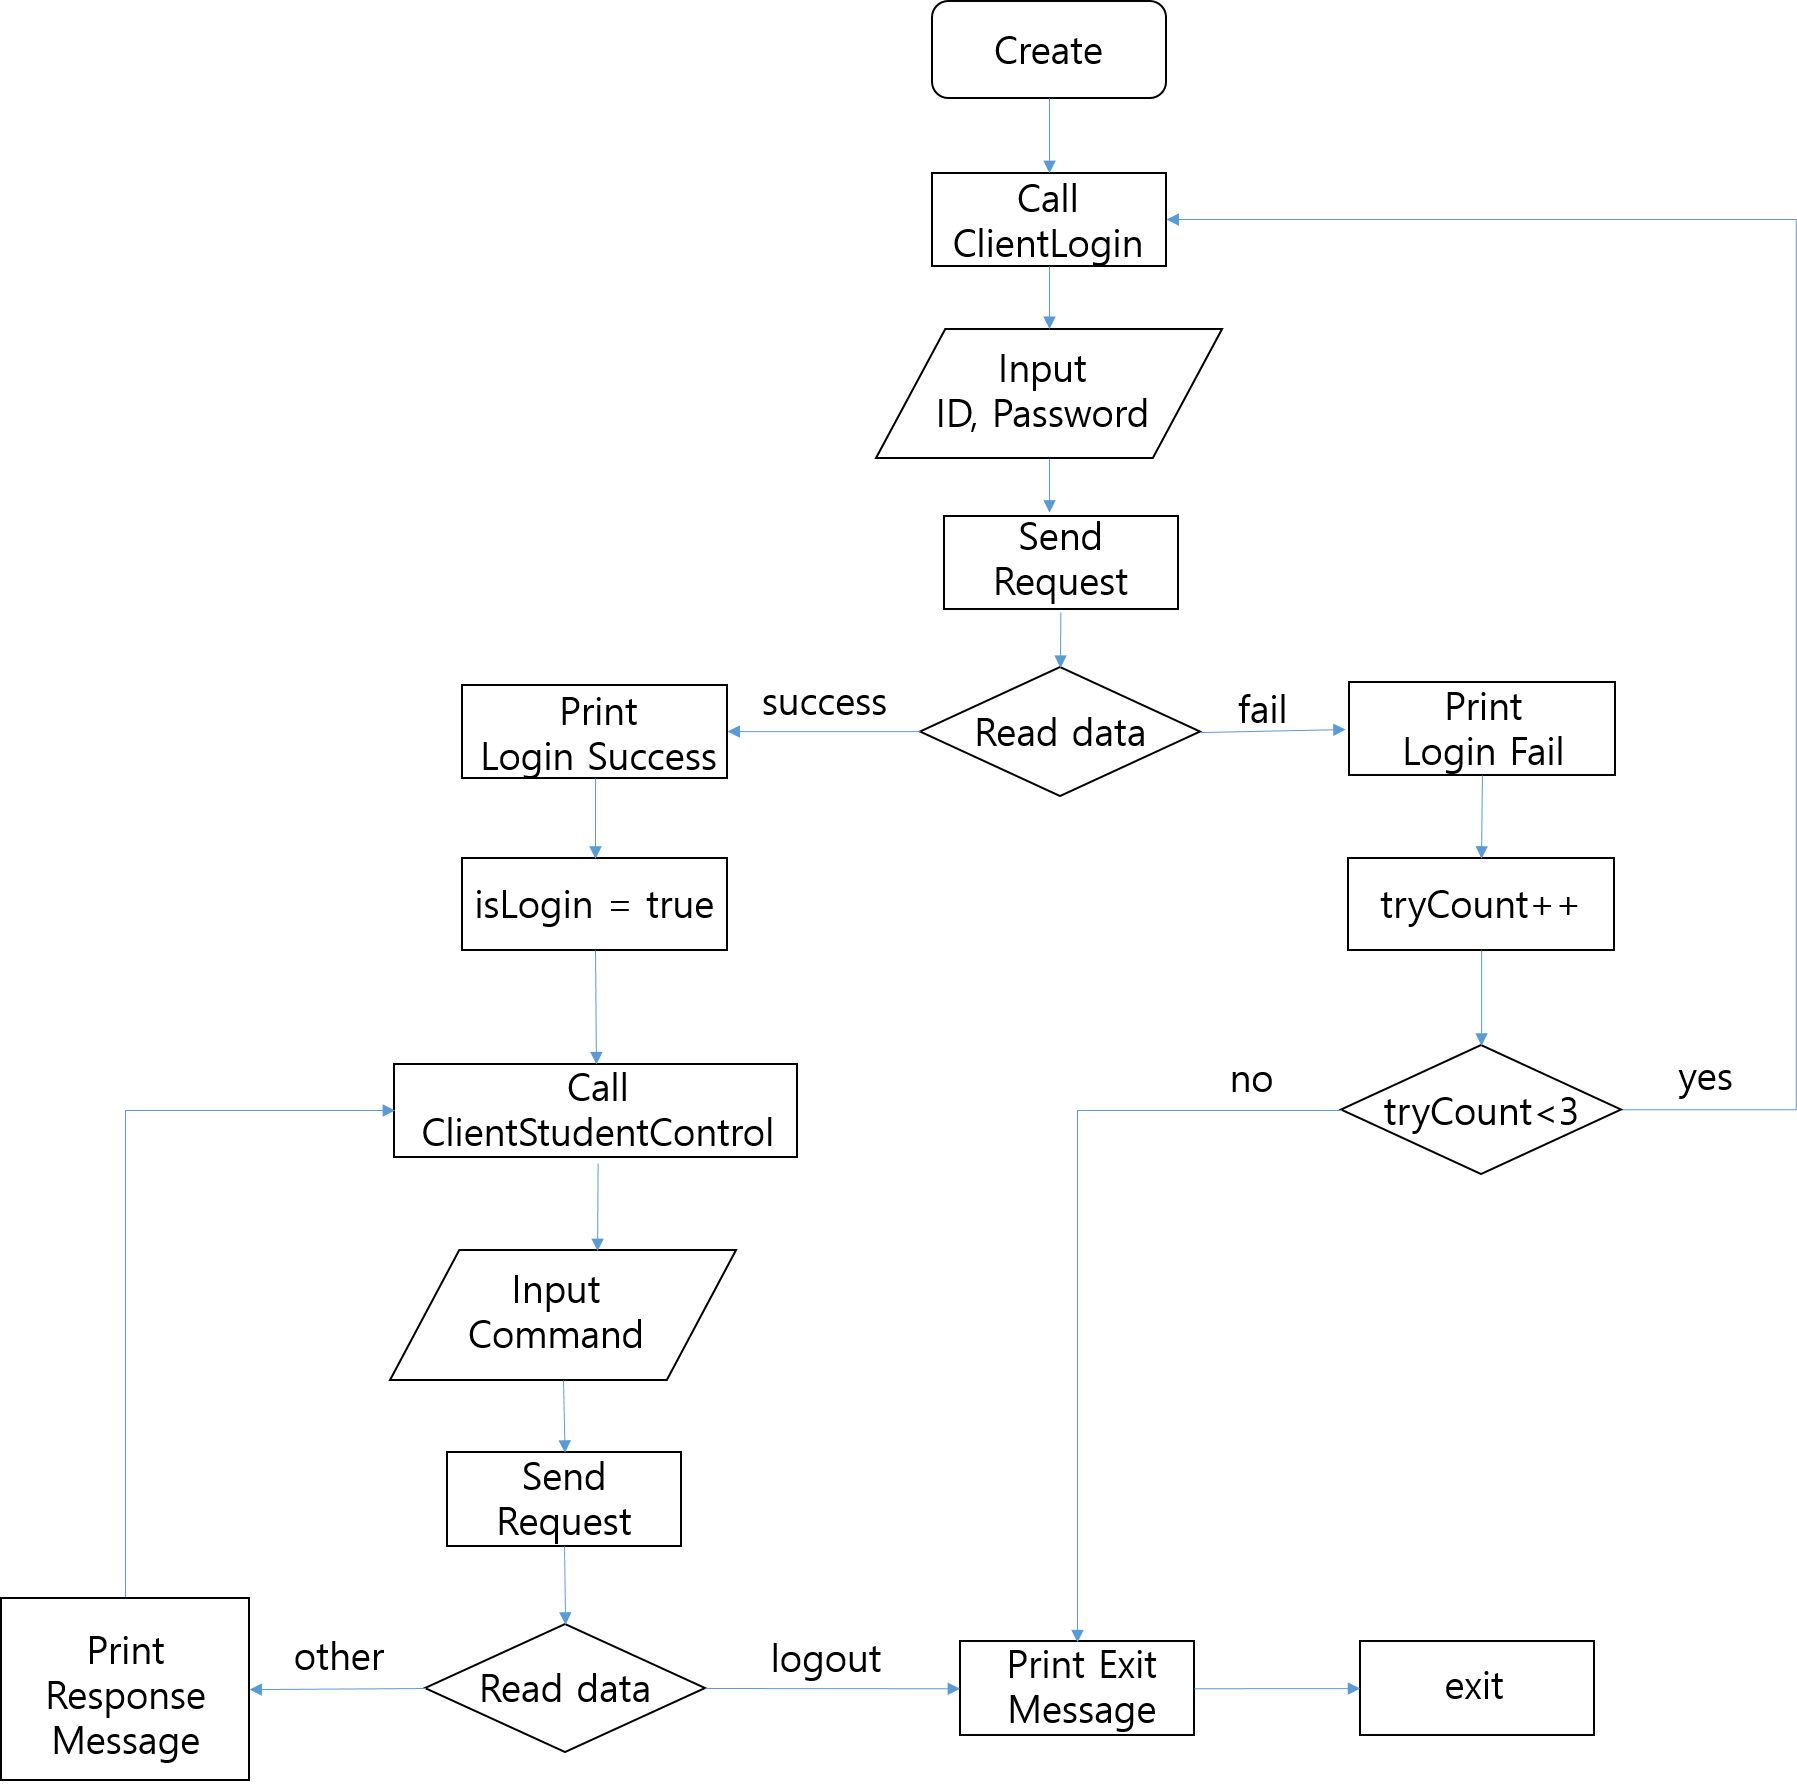 Create
Call
ClientLogin
Input
ID, Password
Send
Request
Read data
success
fail
Print
Login Success
Print
Login Fail
isLogin = true
tryCount++
Call
ClientStudentControl
no
tryCount<3
yes
Input
Command
Send
Request
Read data
other
logout
Print
Response
Message
Print Exit
Message
exit